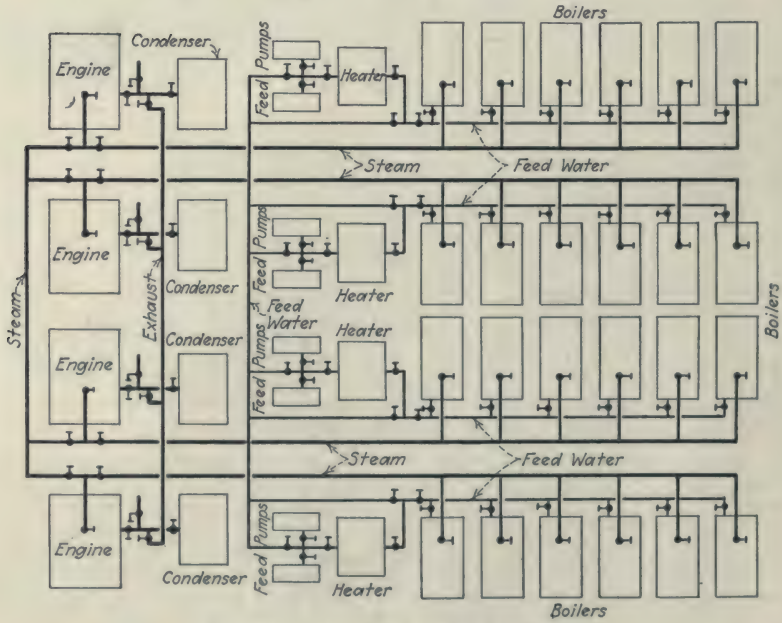 Boilers
Condenser
Engine
Feed Pumps
Heater
Steam
Feed Water
Engine
Condenser
Feed Pumps
Heater
Boilers
Steam
Exhaust
Feed Water
Condenser
Heater
Engine
Feed Pumps
Steam
Feed Water
Engine
Condenser
Feed Pumps
Heater
Boilers